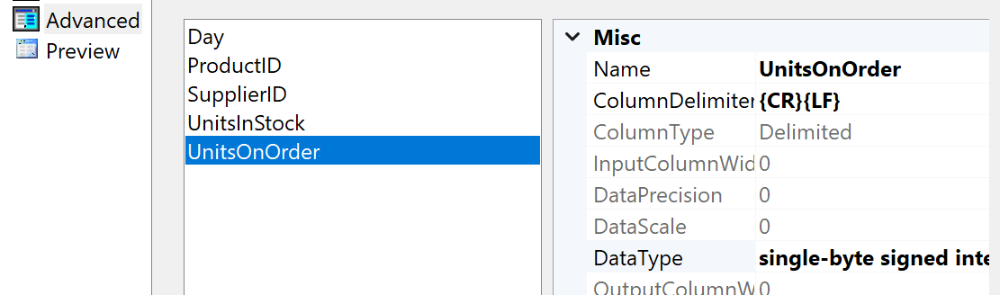 Advanced
Preview
Day
ProductID
SupplierID
UnitsInStock
UnitsOnOrder
Misc
Name UnitsOnOrder
ColumnDelimiter {CR}{LF}
ColumnType Delimited
InputColumnWid 0
DataPrecision 0
DataScale 0
DataType single-byte signed inte
OutputColumnW 0